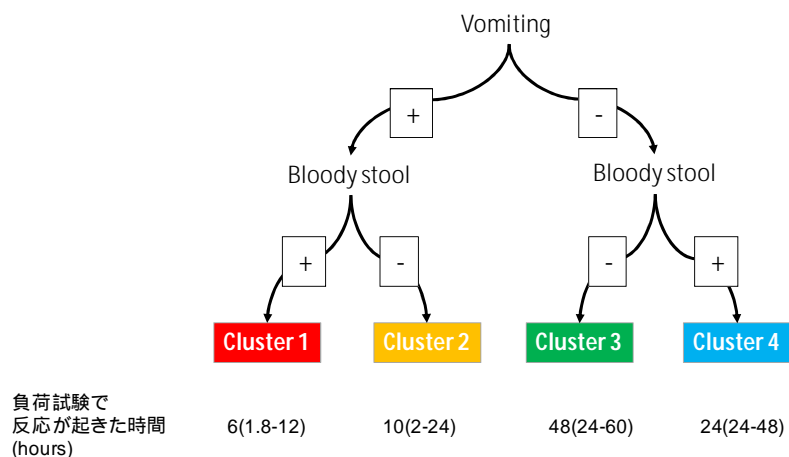 Vomiting
+ -
Bloody stool Bloody stool
+ - - +
Cluster 1 Cluster 2 Cluster 3 Cluster 4
負荷試験で
反応が起きた時間 6(1.8-12) 10(2-24) 48(24-60) 24(24-48)
(hours)